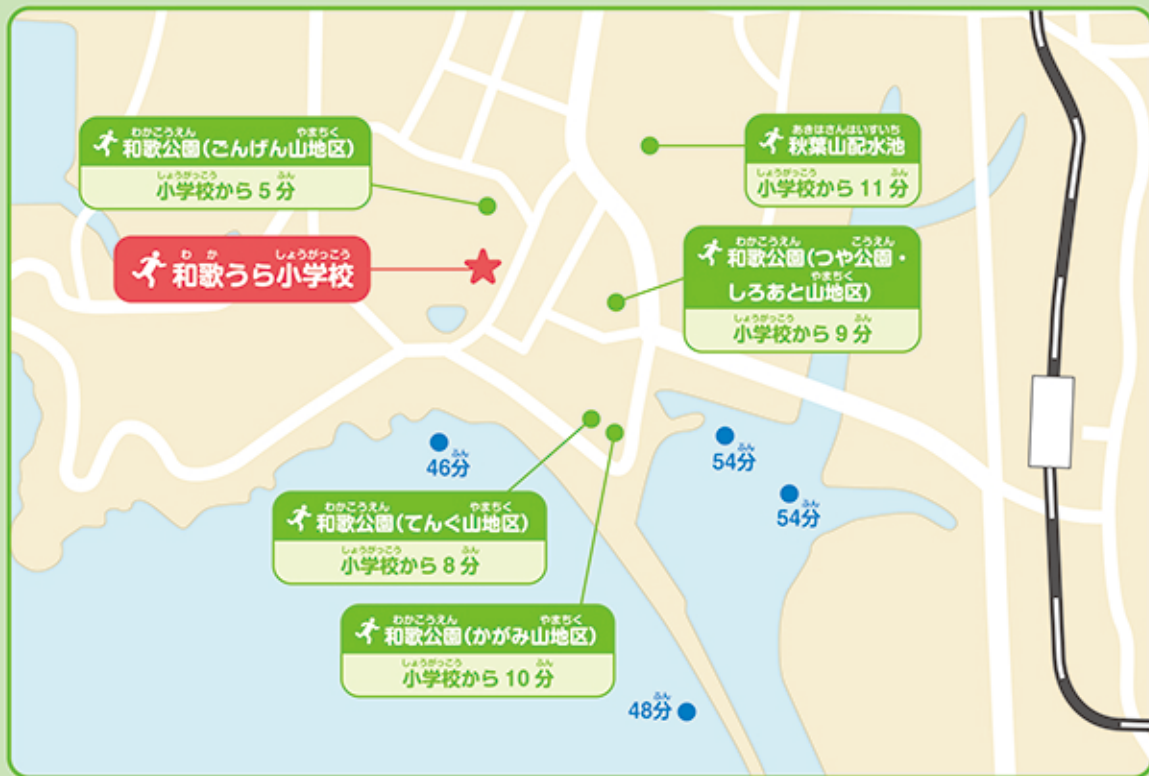 わかこうえん やまちく
和歌公園(ごんげん山地区)
しょうがっこう ふん
小学校から 5 分
わ か しょうがっこう
和歌うら小学校
あきはさんはいすいち
秋葉山配水池
しょうがっこう ふん
小学校から 11 分
わかこうえん こうえん
和歌公園(つや公園・
やまちく
しろあと山地区)
しょうがっこう ふん
小学校から 9 分
ふん
46分
ふん
54分
ふん
54分
わかこうえん やまちく
和歌公園(てんぐ山地区)
しょうがっこう ふん
小学校から 8 分
わかこうえん やまちく
和歌公園(かがみ山地区)
しょうがっこう ふん
小学校から 10 分
ふん
48分